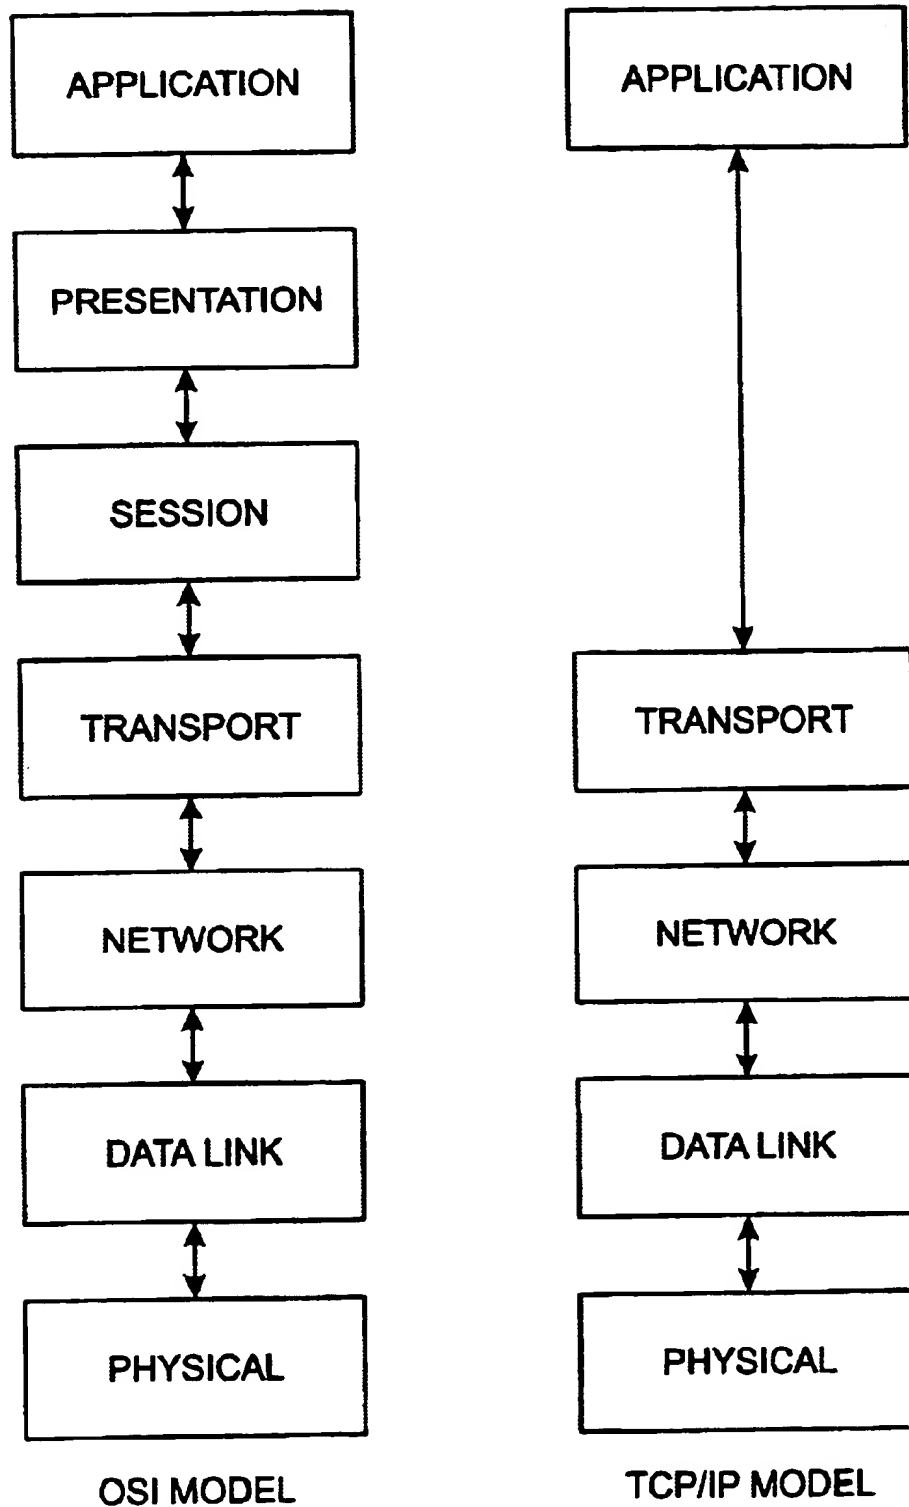 APPLICATION
PRESENTATION
SESSION
TRANSPORT
NETWORK
DATA LINK
PHYSICAL
OSI MODEL
APPLICATION
TRANSPORT
NETWORK
DATA LINK
PHYSICAL
TCP/IP MODEL